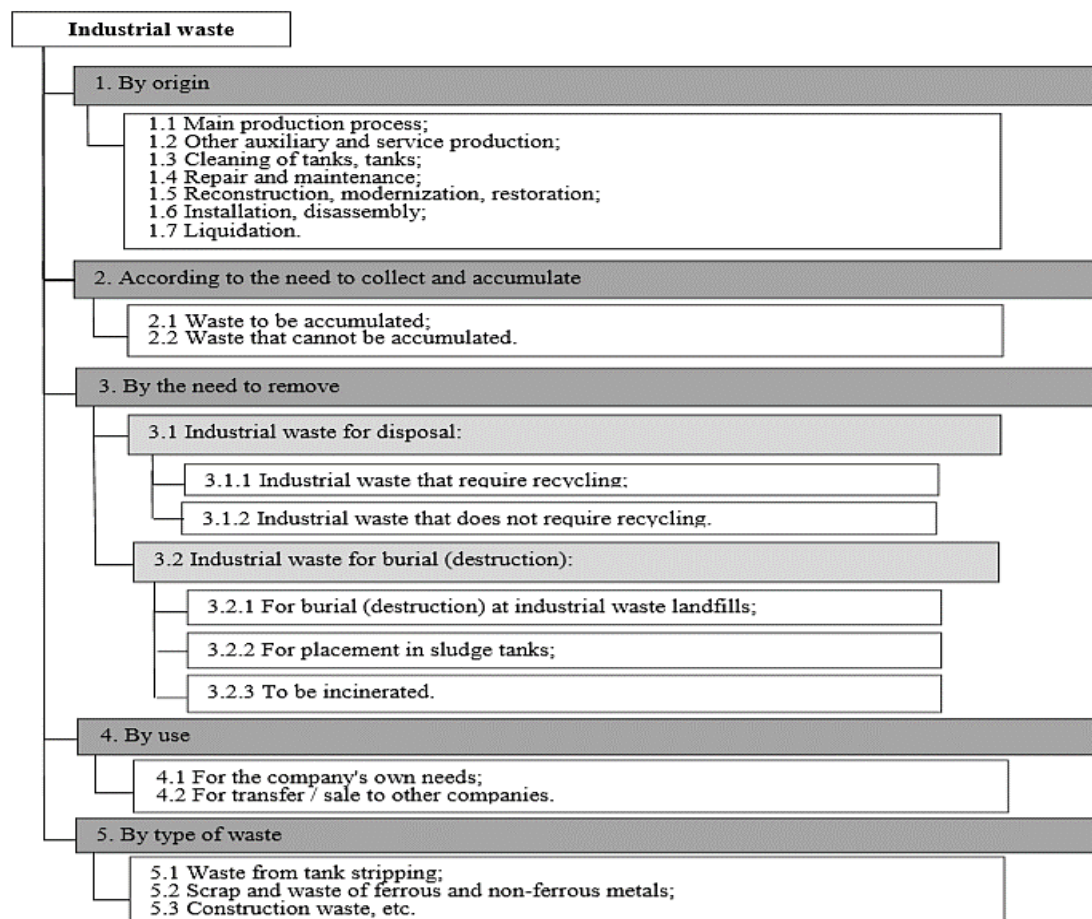 Industrial waste
1. By origin
1.1 Main production process;
1.2 Other auxiliary and service production;
1.3 Cleaning of tanks, tanks;
1.4 Repair and maintenance;
1.5 Reconstruction, modernization, restoration;
1.6 Installation, disassembly;
1.7 Liquidation.
2. According to the need to collect and accumulate
2.1 Waste to be accumulated;
2.2 Waste that cannot be accumulated.
3. By the need to remove
3.1 Industrial waste for disposal:
3.1.1 Industrial waste that require recycling;
3.1.2 Industrial waste that does not require recycling.
3.2 Industrial waste for burial (destruction):
3.2.1 For burial (destruction) at industrial waste landfills;
3.2.2 For placement in sludge tanks;
3.2.3 To be incinerated.
4. By use
4.1 For the company's own needs;
4.2 For transfer / sale to other companies.
5. By type of waste
5.1 Waste from tank stripping;
5.2 Scrap and waste of ferrous and non-ferrous metals;
5.3 Construction waste, etc.